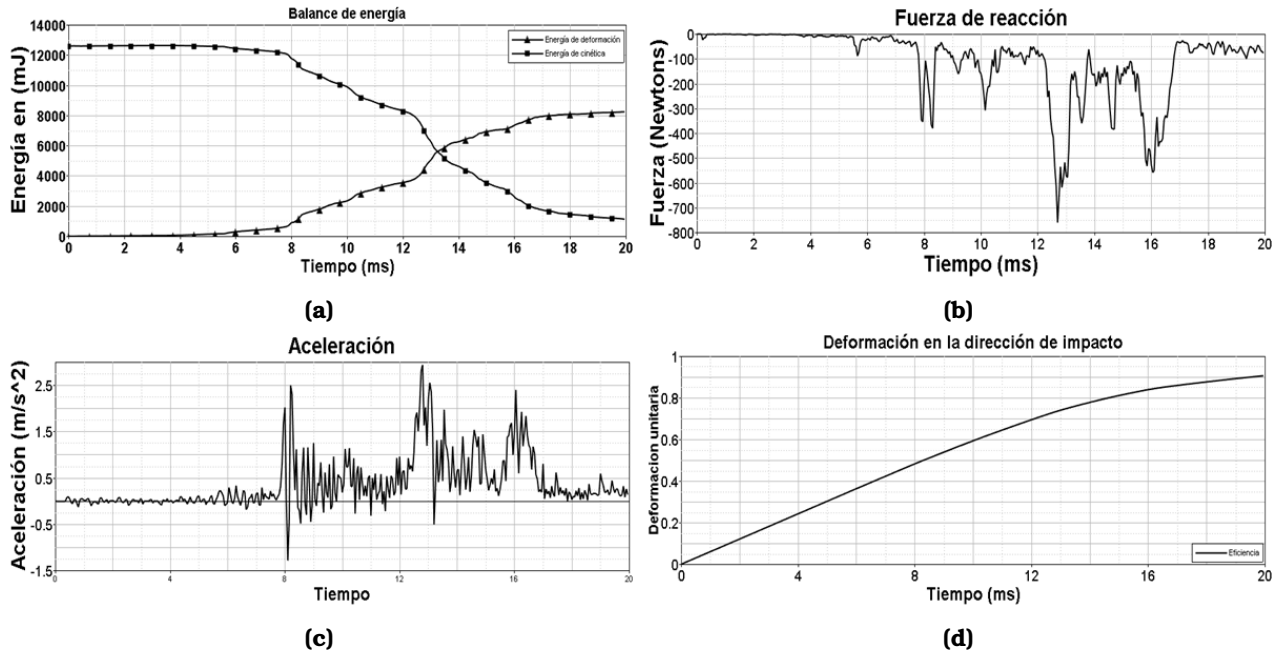 Balance de energía
14000
12000
10000
8000
6000
4000
2000
0
Energía en (mJ)
Energía de deformación
Energía de cinética
0 2 4 6 8 10 12 14 16 18 20
Tiempo (ms)
(a)
Fuerza de reacción
0
-100
-200
-300
-400
-500
-600
-700
-800
Fuerza (Newtons)
0 2 4 6 8 10 12 14 16 18 20
Tiempo (ms)
(b)
Aceleración
2.5
1.5
0.5
-0.5
-1.5
Aceleración (m/s^2)
0 4 8 12 16 20
Tiempo
(c)
Deformación en la dirección de impacto
1
0.8
0.6
0.4
0.2
0
Deformacion unitaria
Eficiencia
0 4 8 12 16 20
Tiempo (ms)
(d)